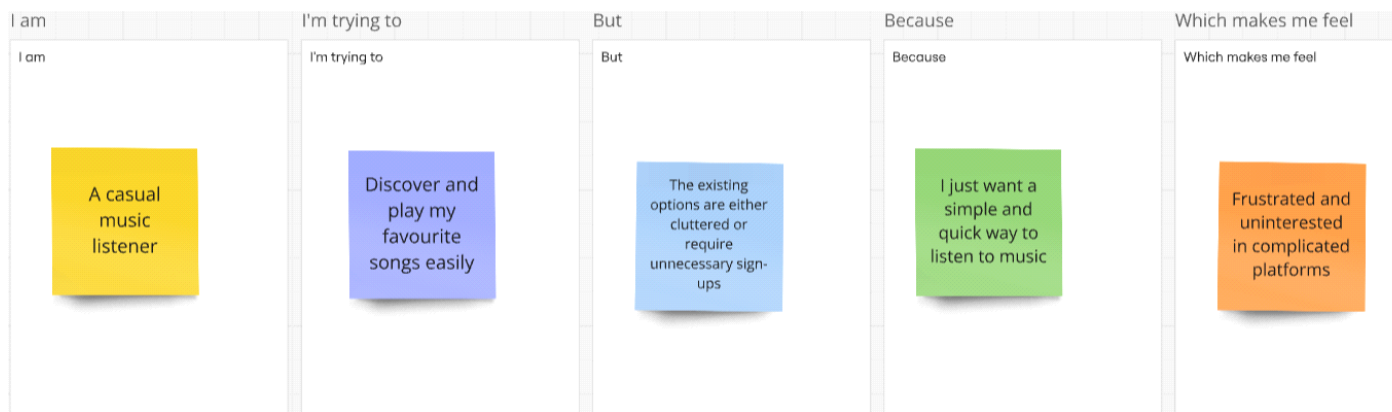 I am
I'm trying to
But
Because
Which makes me feel
I am
I'm trying to
But
Because
Which makes me feel
A casual
music
listener
Discover and
play my
favourite
songs easily
The existing
options are either
cluttered or
require
unnecessary sign-
ups
I just want a
simple and
quick way to
listen to music
Frustrated and
uninterested
in complicated
platforms